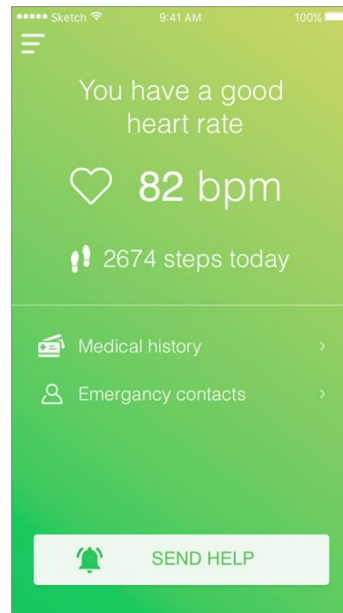 Sketch 9:41 AM 100%
You have a good
heart rate
82 bpm
2674 steps today
Medical history
Emergancy contacts
SEND HELP